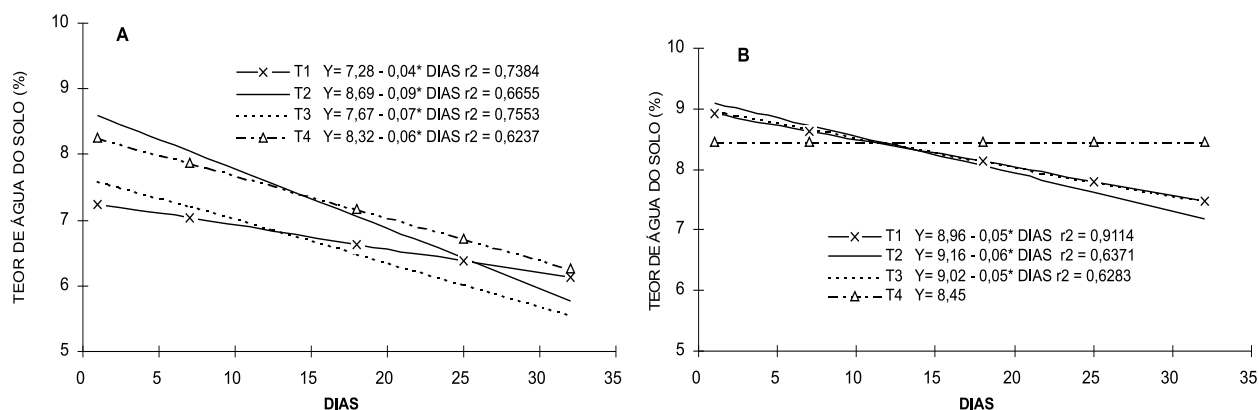 A
T1 Y= 7,28 - 0,04* DIAS r2 = 0,7384
T2 Y= 8,69 - 0,09* DIAS r2 = 0,6655
T3 Y= 7,67 - 0,07* DIAS r2 = 0,7553
T4 Y= 8,32 - 0,06* DIAS r2 = 0,6237
TEOR DE ÁGUA DO SOLO (%)
10
9
8
7
6
5
0 5 10 15 20 25 30 35
DIAS
B
T1 Y= 8,96 - 0,05* DIAS r2 = 0,9114
T2 Y= 9,16 - 0,06* DIAS r2 = 0,6371
T3 Y= 9,02 - 0,05* DIAS r2 = 0,6283
T4 Y= 8,45
TEOR DE ÁGUA DO SOLO (%)
10
9
8
7
6
5
0 5 10 15 20 25 30 35
DIAS